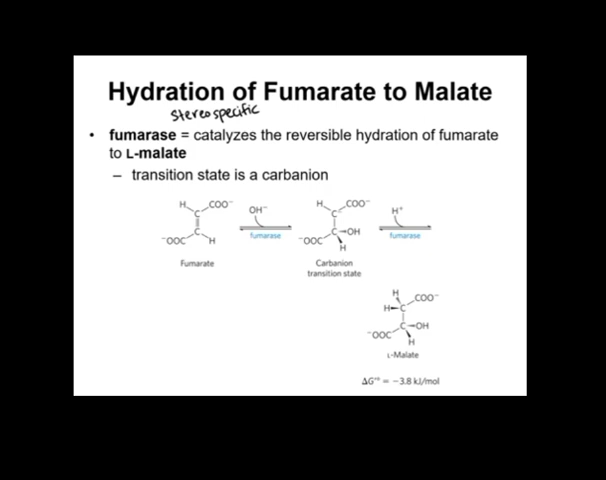 Hydration of Fumarate to Malate
stereospecific
• fumarase = catalyzes the reversible hydration of fumarate
to L-malate
– transition state is a carbanion
H COO⁻
C
C
⁻OOC H
Fumarate
OH⁻
fumarase
H COO⁻
C
C OH
⁻OOC
H
Carbanion
transition state
H⁺
fumarase
H
COO⁻
H C
C OH
⁻OOC
H
L-Malate
ΔG'° = −3.8 kJ/mol